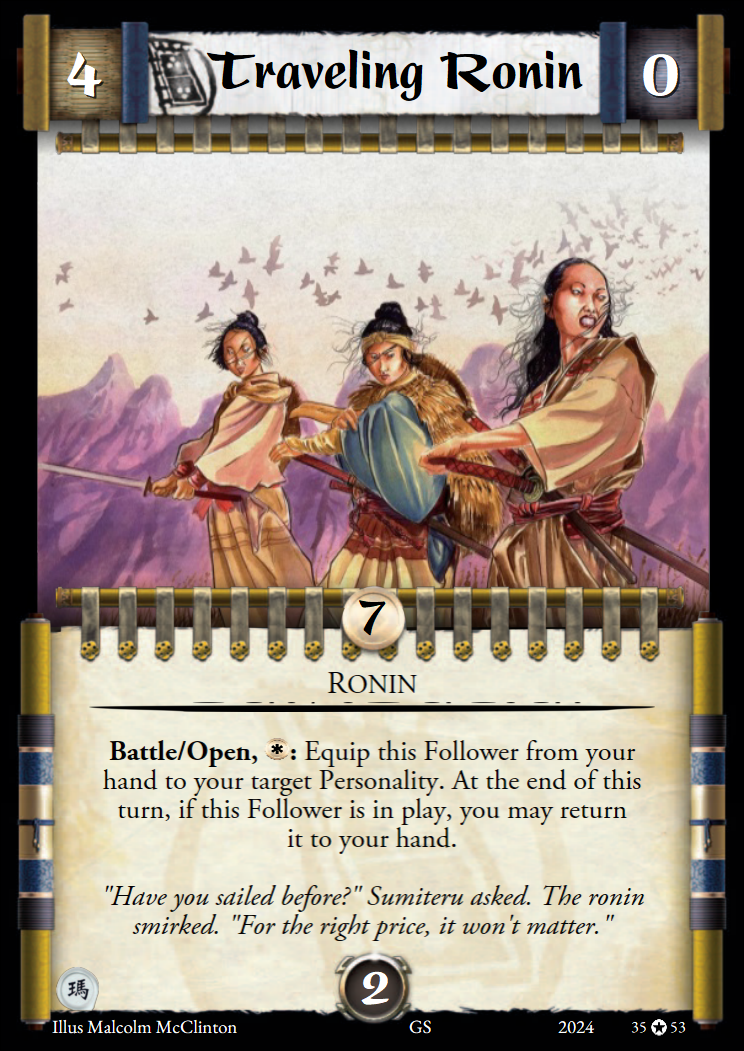 4
Traveling Ronin
0
7
Ronin
Battle/Open, *: Equip this Follower from your
hand to your target Personality. At the end of this
turn, if this Follower is in play, you may return
it to your hand.
"Have you sailed before?" Sumiteru asked. The ronin
smirked. "For the right price, it won't matter."
瑪
2
Illus Malcolm McClinton GS 2024 35 ✪ 53